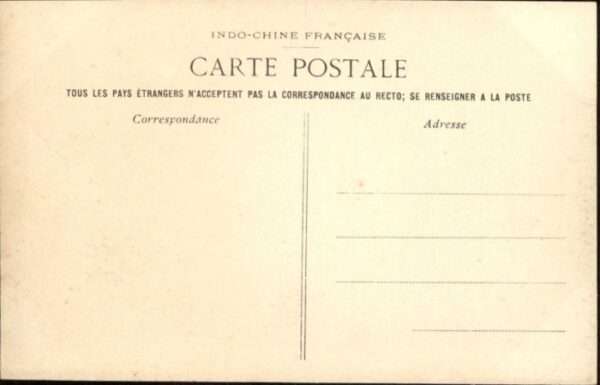 INDO-CHINE FRANÇAISE
CARTE POSTALE
TOUS LES PAYS ÉTRANGERS N'ACCEPTENT PAS LA CORRESPONDANCE AU RECTO; SE RENSEIGNER A LA POSTE
Correspondance
Adresse